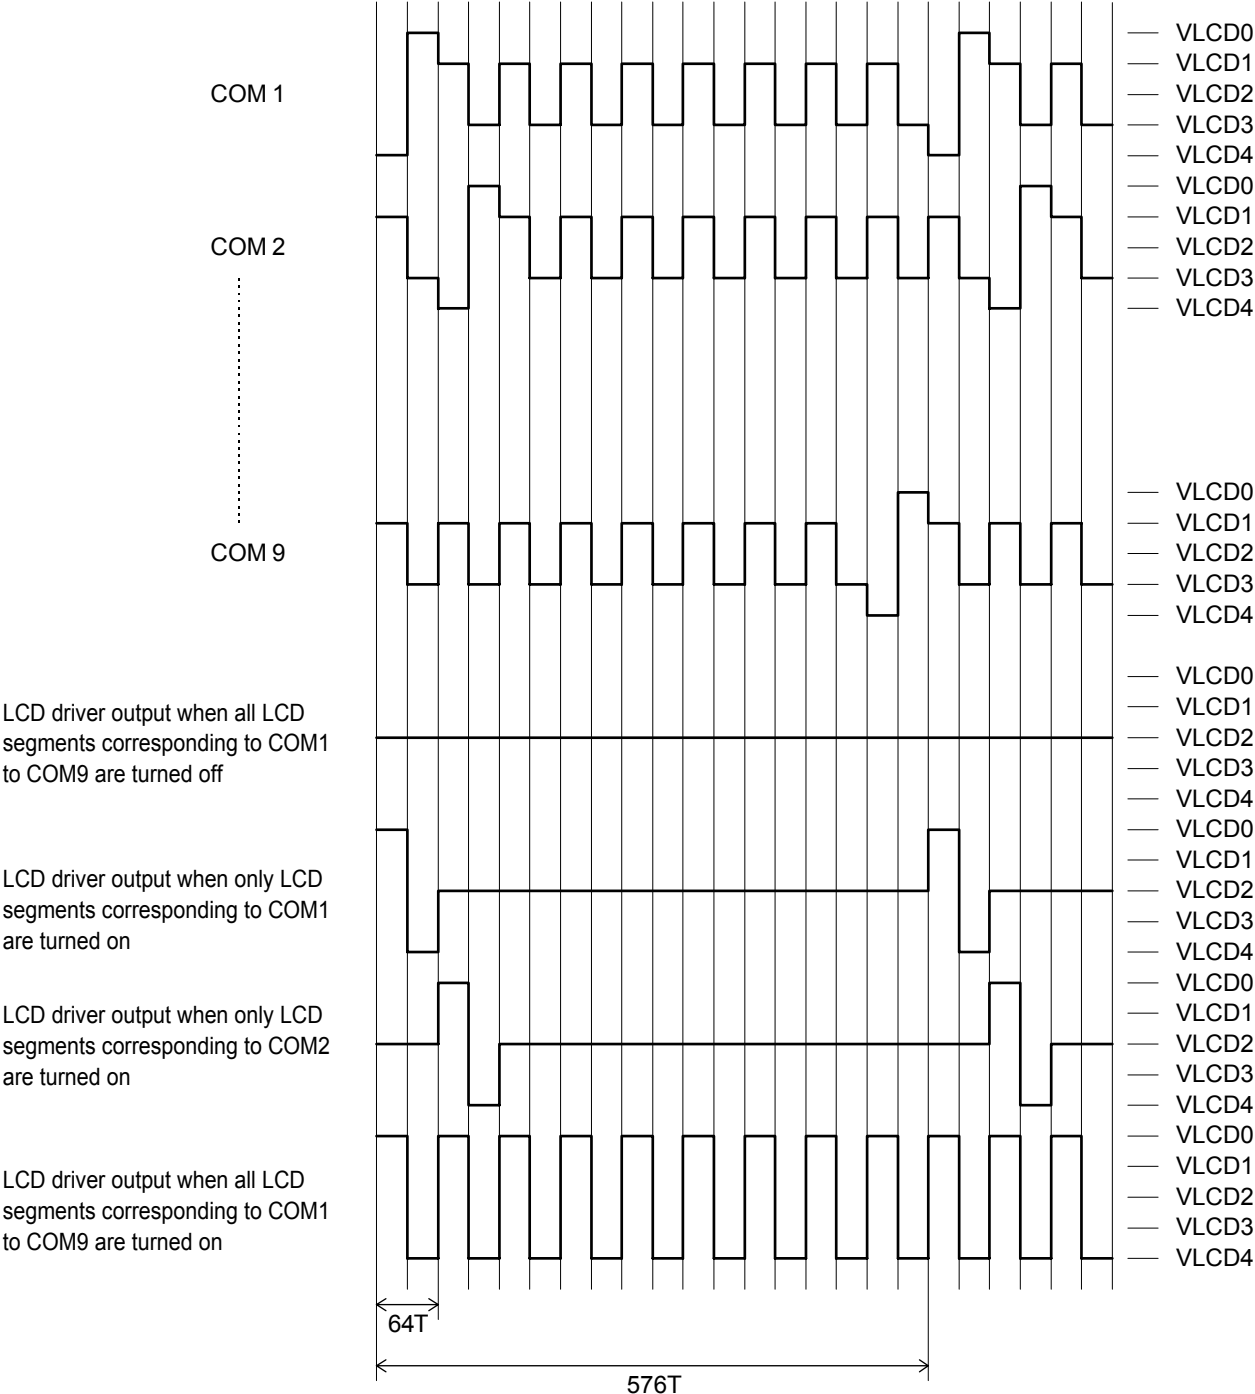 COM 1
VLCD0
VLCD1
VLCD2
VLCD3
VLCD4
COM 2
VLCD0
VLCD1
VLCD2
VLCD3
VLCD4
COM 9
VLCD0
VLCD1
VLCD2
VLCD3
VLCD4
LCD driver output when all LCD
segments corresponding to COM1
to COM9 are turned off
VLCD0
VLCD1
VLCD2
VLCD3
VLCD4
LCD driver output when only LCD
segments corresponding to COM1
are turned on
VLCD0
VLCD1
VLCD2
VLCD3
VLCD4
LCD driver output when only LCD
segments corresponding to COM2
are turned on
VLCD0
VLCD1
VLCD2
VLCD3
VLCD4
LCD driver output when all LCD
segments corresponding to COM1
to COM9 are turned on
VLCD0
VLCD1
VLCD2
VLCD3
VLCD4
64T
576T